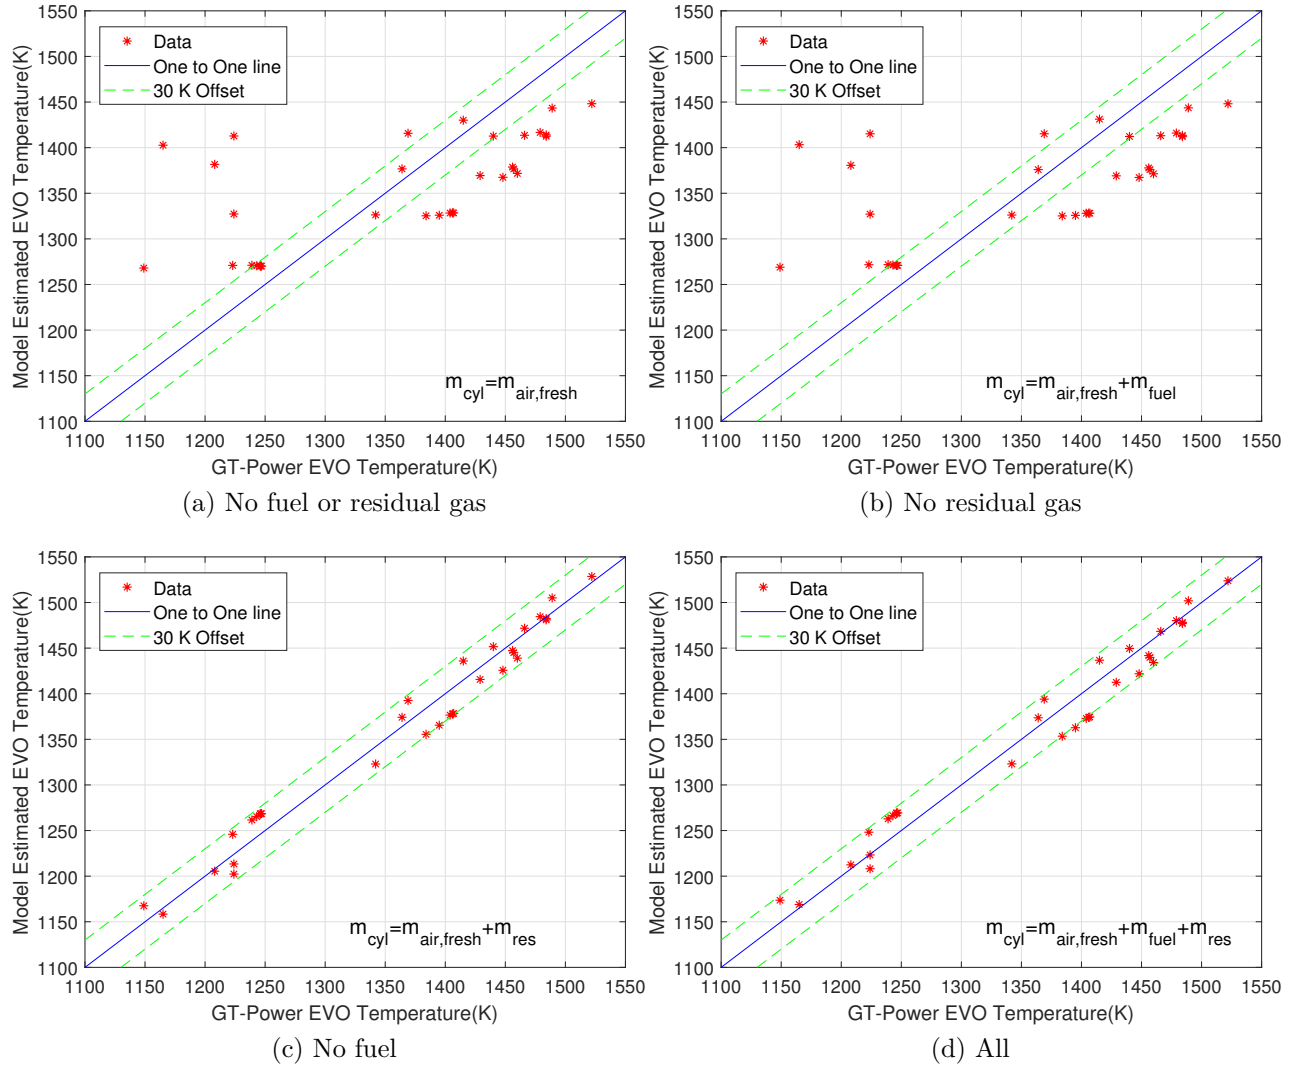 1550
1500
1450
1400
1350
1300
1250
1200
1150
1100
Model Estimated EVO Temperature(K)
Data
One to One line
30 K Offset
m_cyl=m_air,fresh
1100 1150 1200 1250 1300 1350 1400 1450 1500 1550
GT-Power EVO Temperature(K)
(a) No fuel or residual gas
1550
1500
1450
1400
1350
1300
1250
1200
1150
1100
Model Estimated EVO Temperature(K)
Data
One to One line
30 K Offset
m_cyl=m_air,fresh+m_fuel
1100 1150 1200 1250 1300 1350 1400 1450 1500 1550
GT-Power EVO Temperature(K)
(b) No residual gas
1550
1500
1450
1400
1350
1300
1250
1200
1150
1100
Model Estimated EVO Temperature(K)
Data
One to One line
30 K Offset
m_cyl=m_air,fresh+m_res
1100 1150 1200 1250 1300 1350 1400 1450 1500 1550
GT-Power EVO Temperature(K)
(c) No fuel
1550
1500
1450
1400
1350
1300
1250
1200
1150
1100
Model Estimated EVO Temperature(K)
Data
One to One line
30 K Offset
m_cyl=m_air,fresh+m_fuel+m_res
1100 1150 1200 1250 1300 1350 1400 1450 1500 1550
GT-Power EVO Temperature(K)
(d) All